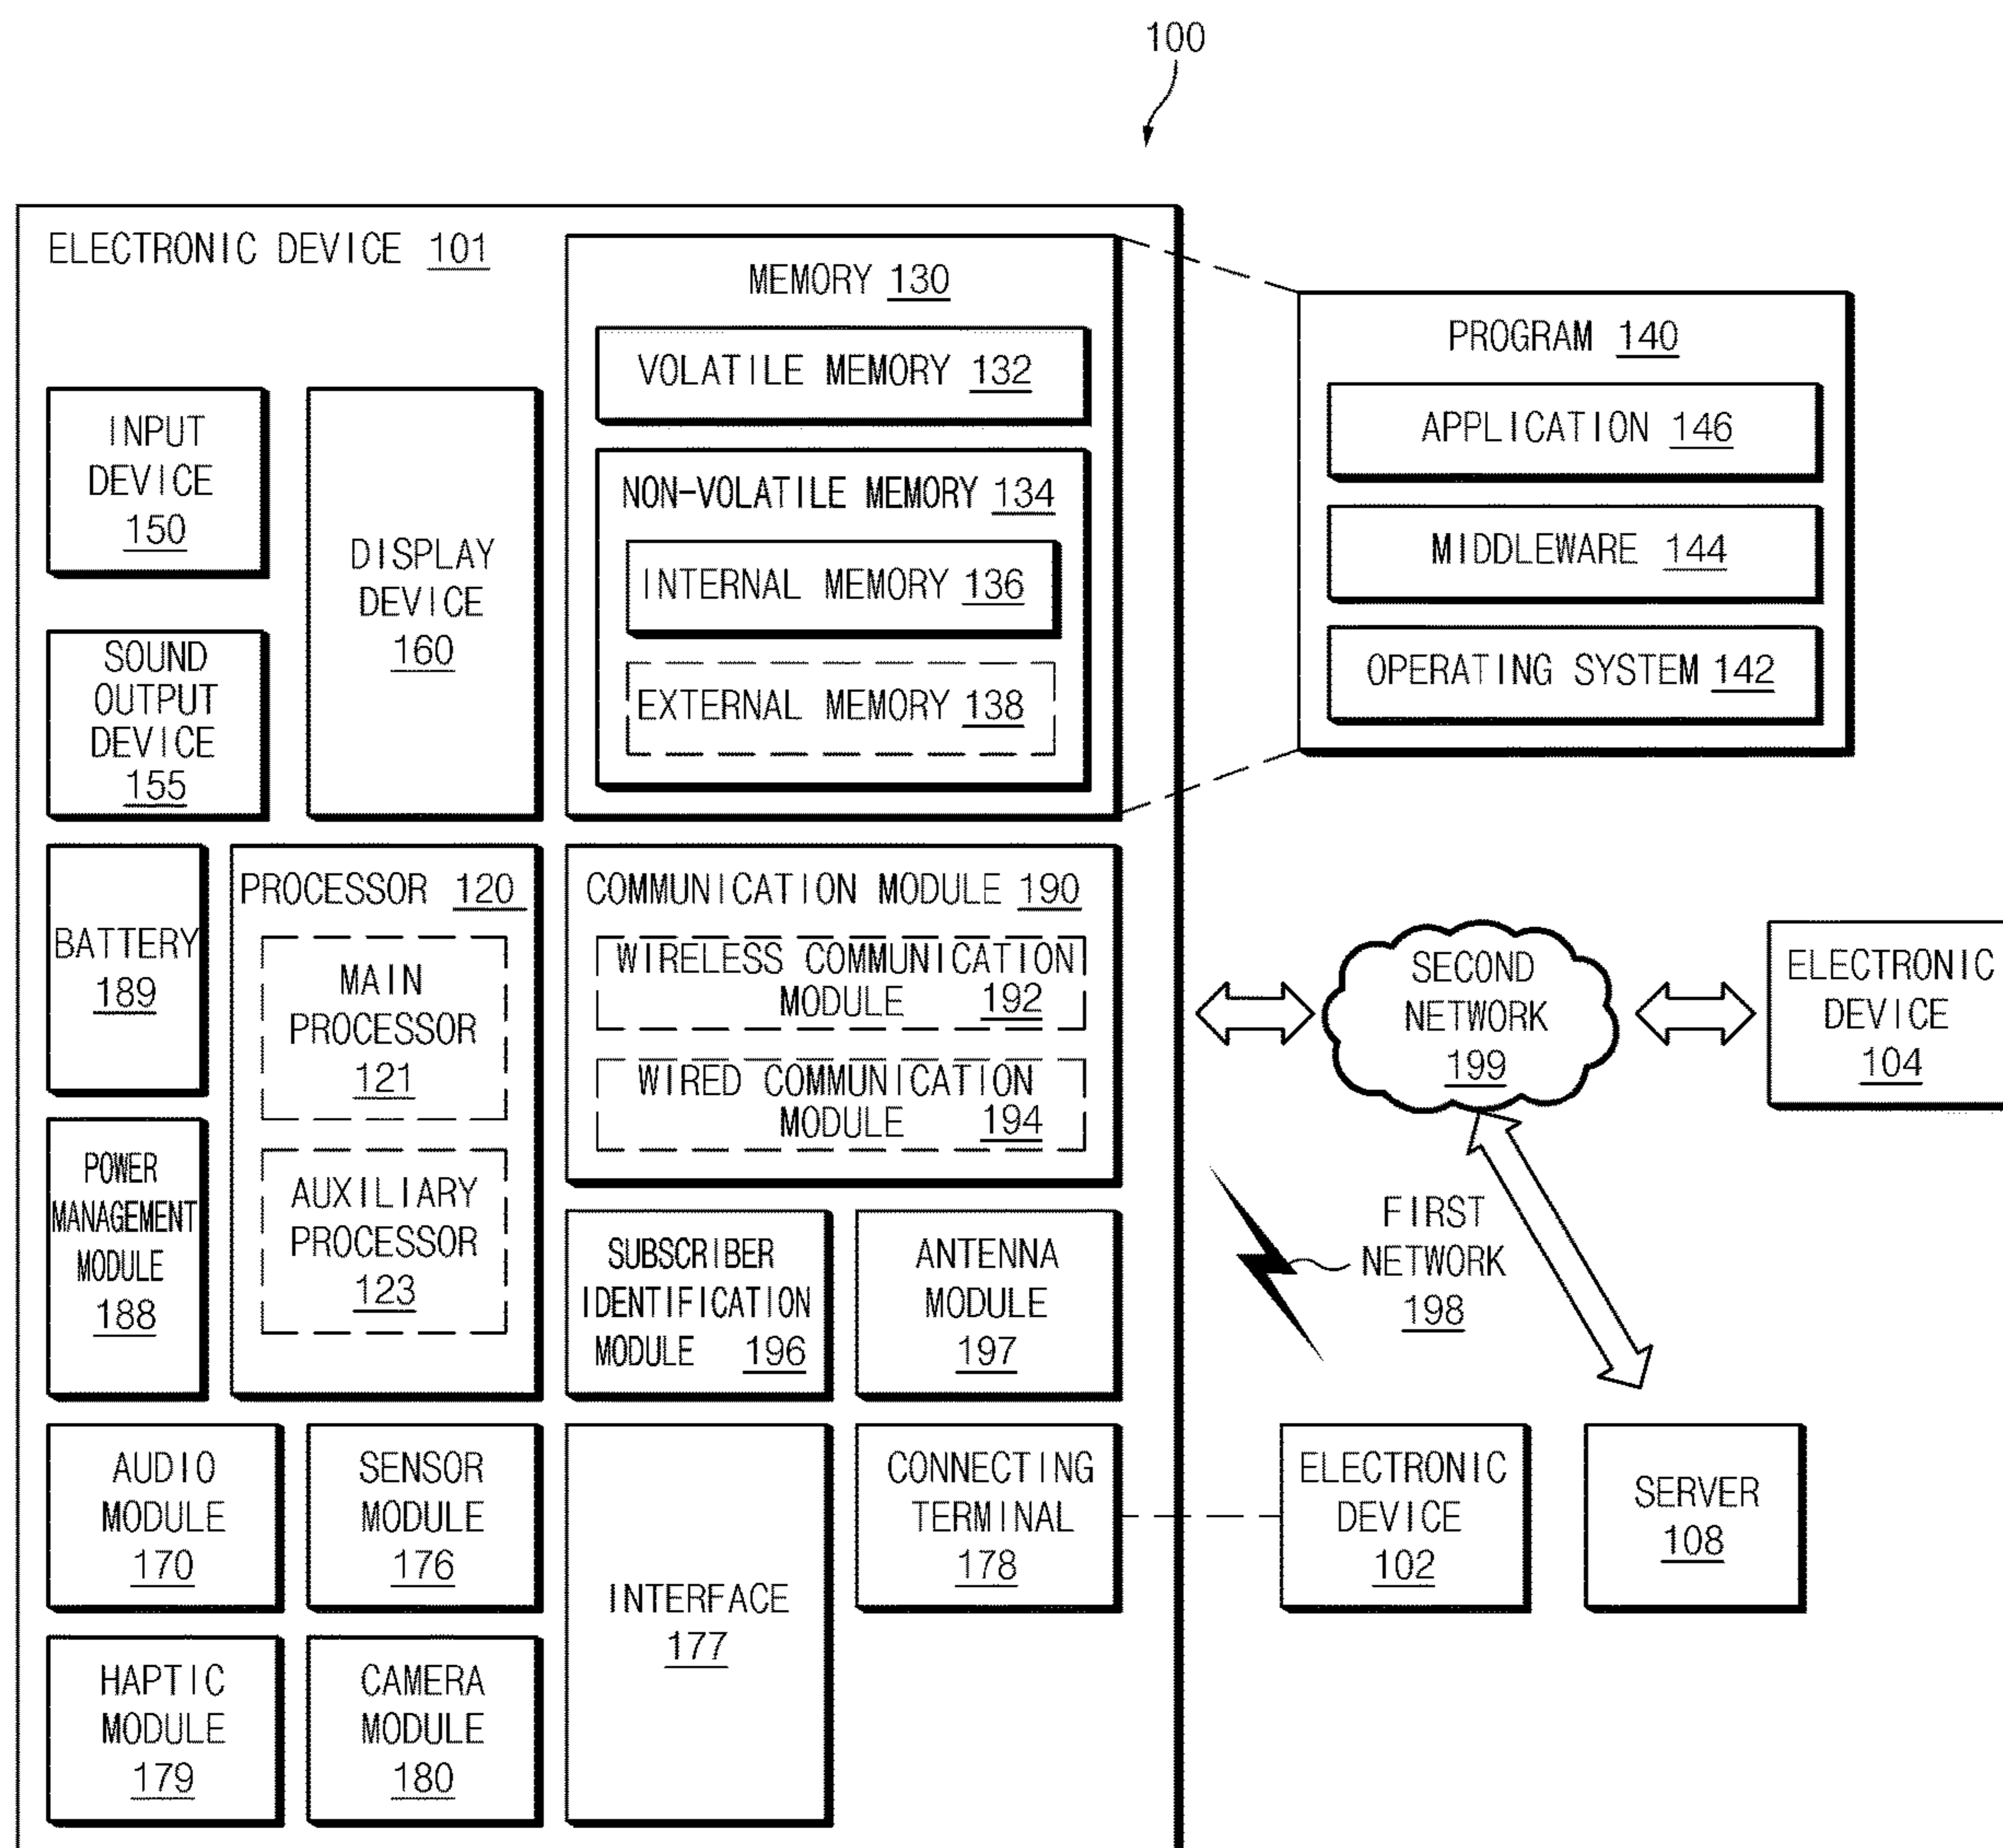 100
ELECTRONIC DEVICE 101
MEMORY 130
VOLATILE MEMORY 132
NON-VOLATILE MEMORY 134
INTERNAL MEMORY 136
EXTERNAL MEMORY 138
PROGRAM 140
APPLICATION 146
MIDDLEWARE 144
OPERATING SYSTEM 142
INPUT
DEVICE
150
DISPLAY
DEVICE
160
SOUND
OUTPUT
DEVICE
155
BATTERY
189
PROCESSOR 120
MAIN
PROCESSOR
121
AUXILIARY
PROCESSOR
123
POWER
MANAGEMENT
MODULE
188
COMMUNICATION MODULE 190
WIRELESS COMMUNICATION
MODULE 192
WIRED COMMUNICATION
MODULE 194
SECOND
NETWORK
199
ELECTRONIC
DEVICE
104
SUBSCRIBER
IDENTIFICATION
MODULE 196
ANTENNA
MODULE
197
FIRST
NETWORK
198
AUDIO
MODULE
170
SENSOR
MODULE
176
INTERFACE
177
CONNECTING
TERMINAL
178
ELECTRONIC
DEVICE
102
SERVER
108
HAPTIC
MODULE
179
CAMERA
MODULE
180